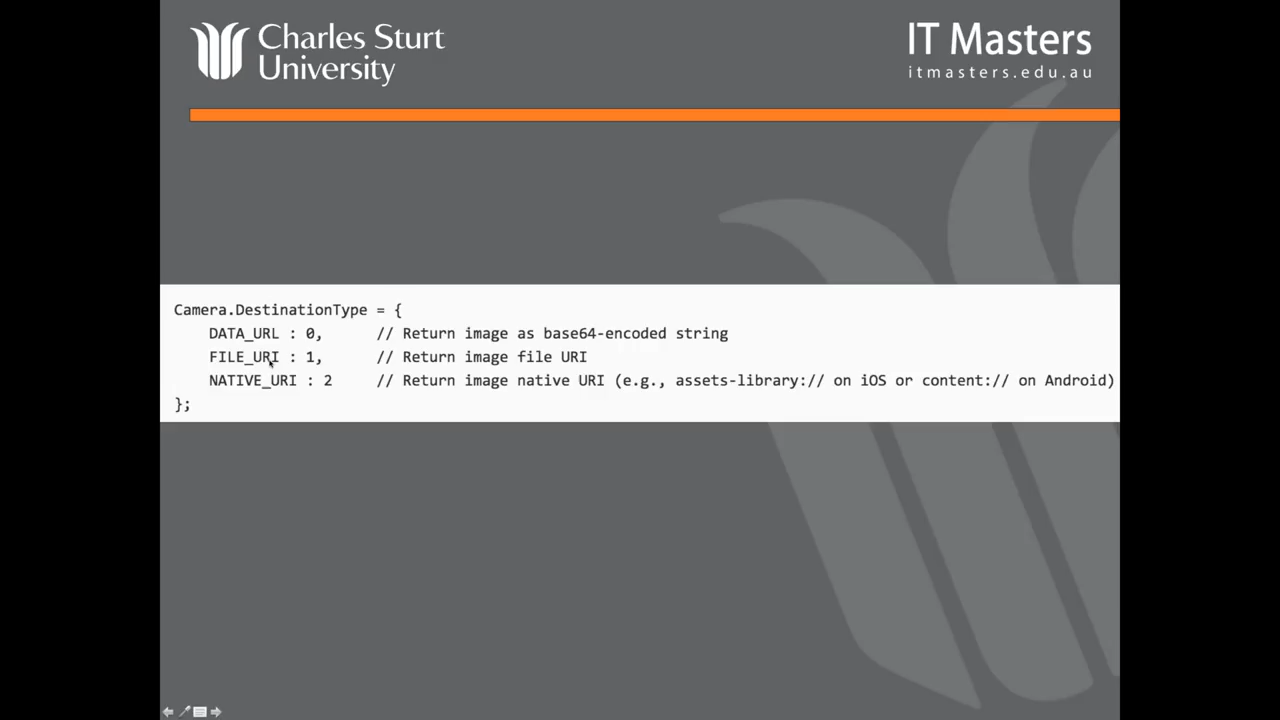 Charles Sturt
University
IT Masters
itmasters.edu.au
Camera.DestinationType = {
    DATA_URL : 0,      // Return image as base64-encoded string
    FILE_URI : 1,      // Return image file URI
    NATIVE_URI : 2     // Return image native URI (e.g., assets-library:// on iOS or content:// on Android)
};